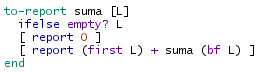 to-report suma [L]
ifelse empty? L
[ report 0 ]
[ report (first L) + suma (bf L) ]
end